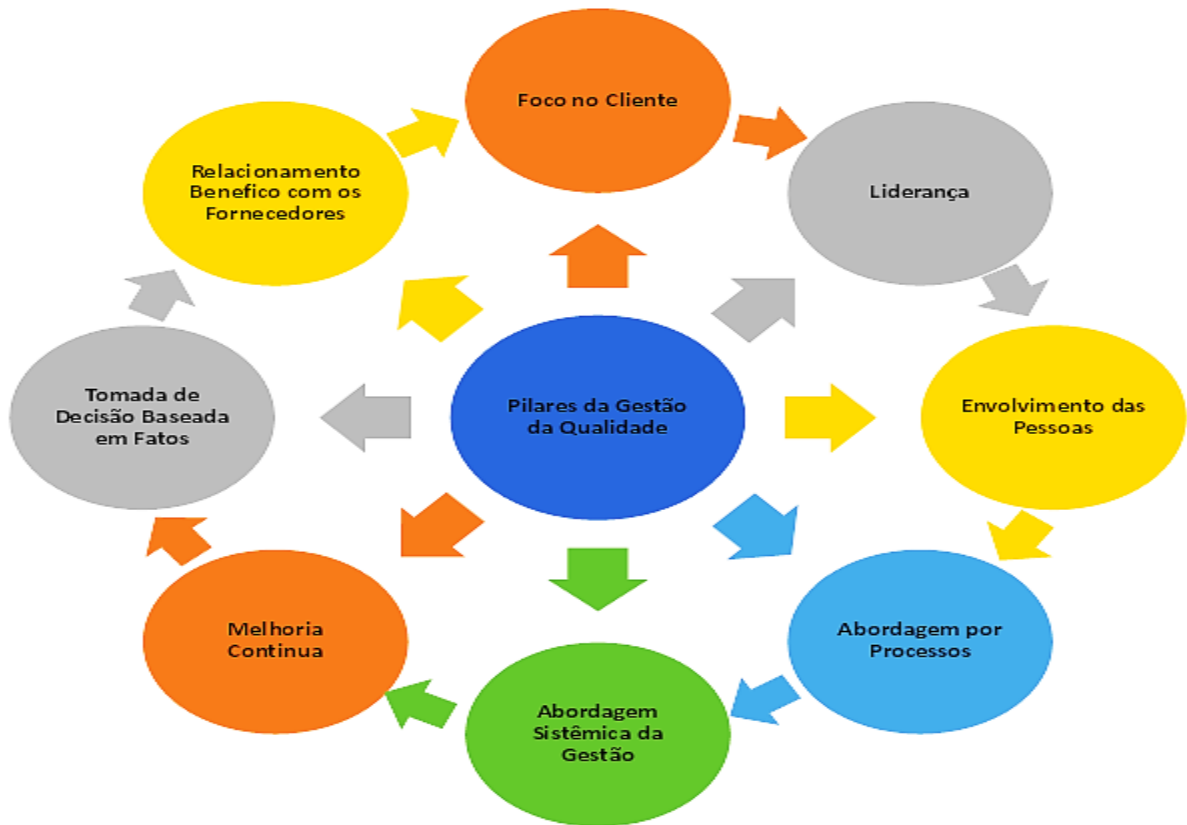 Foco no Cliente
Liderança
Envolvimento das
Pessoas
Abordagem por
Processos
Abordagem
Sistêmica da
Gestão
Melhoria
Continua
Tomada de
Decisão Baseada
em Fatos
Relacionamento
Benefico com os
Fornecedores
Pilares da Gestão
da Qualidade